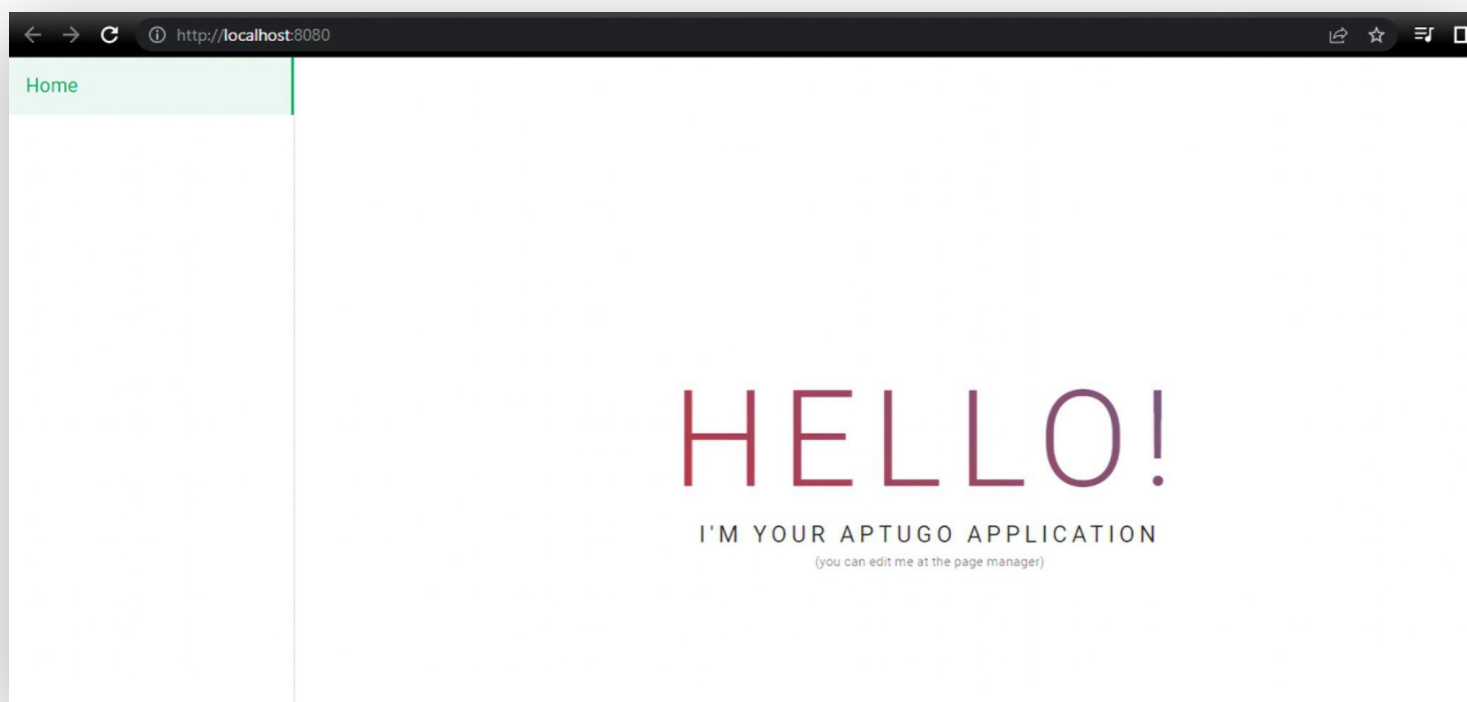 http://localhost:8080
Home
HELLO!
I'M YOUR APTUGO APPLICATION
(you can edit me at the page manager)